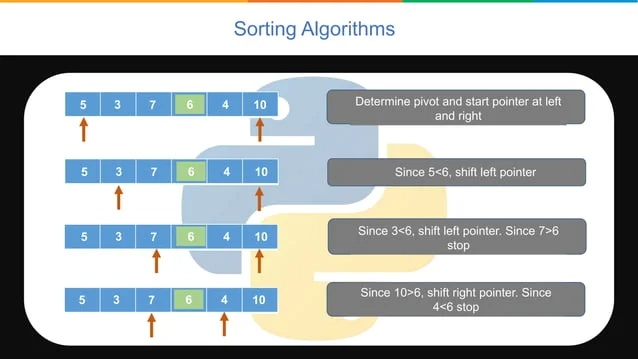 Sorting Algorithms
5 3 7 6 4 10
Determine pivot and start pointer at left
and right
5 3 7 6 4 10
Since 5<6, shift left pointer
5 3 7 6 4 10
Since 3<6, shift left pointer. Since 7>6
stop
5 3 7 6 4 10
Since 10>6, shift right pointer. Since
4<6 stop